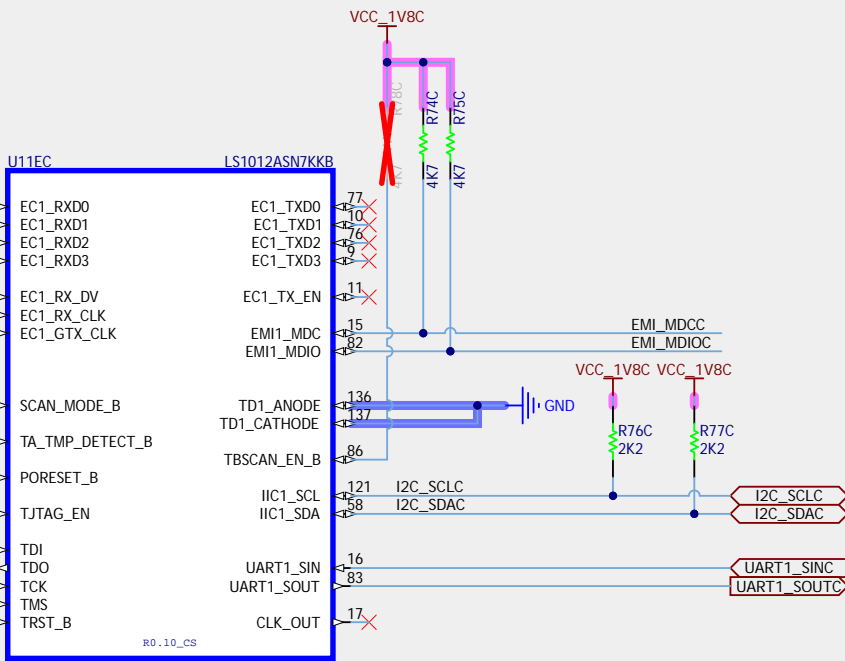 VCC_1V8C
R78C
4K7
R74C
4K7
R75C
4K7
U11EC
LS1012ASN7KKB
EC1_RXD0
EC1_RXD1
EC1_RXD2
EC1_RXD3
EC1_RX_DV
EC1_RX_CLK
EC1_GTX_CLK
SCAN_MODE_B
TA_TMP_DETECT_B
PORESET_B
TJTAG_EN
TDI
TDO
TCK
TMS
TRST_B
EC1_TXD0 77
EC1_TXD1 10
EC1_TXD2 76
EC1_TXD3 9
EC1_TX_EN 11
EMI1_MDC 15 EMI_MDCC
EMI1_MDIO 82 EMI_MDIOC
TD1_ANODE 136
TD1_CATHODE 137
GND
TBSCAN_EN_B 86
VCC_1V8C
R76C
2K2
VCC_1V8C
R77C
2K2
IIC1_SCL 121 I2C_SCLC I2C_SCLC
IIC1_SDA 58 I2C_SDAC I2C_SDAC
UART1_SIN 16 UART1_SINC
UART1_SOUT 83 UART1_SOUTC
CLK_OUT 17
R0.10_CS